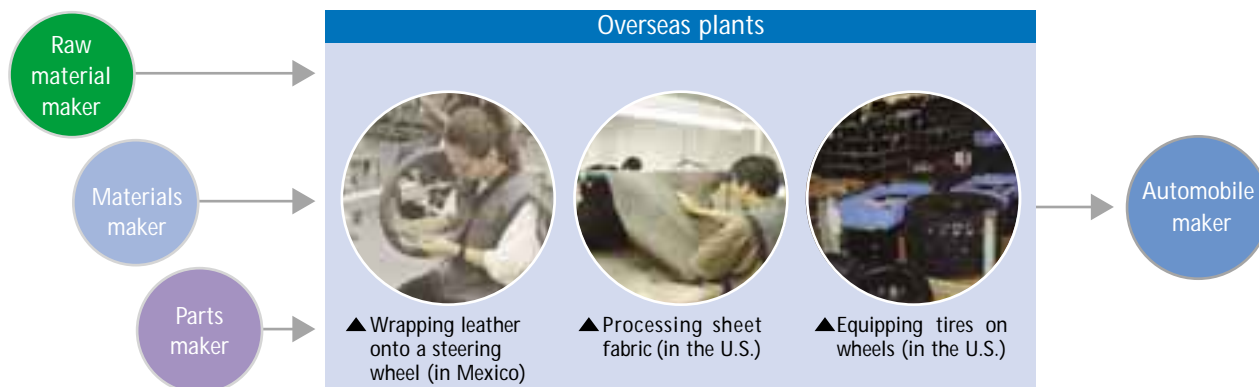 Overseas plants
Raw
material
maker
Materials
maker
Parts
maker
▲Wrapping leather
onto a steering
wheel (in Mexico)
▲Processing sheet
fabric (in the U.S.)
▲Equipping tires on
wheels (in the U.S.)
Automobile
maker